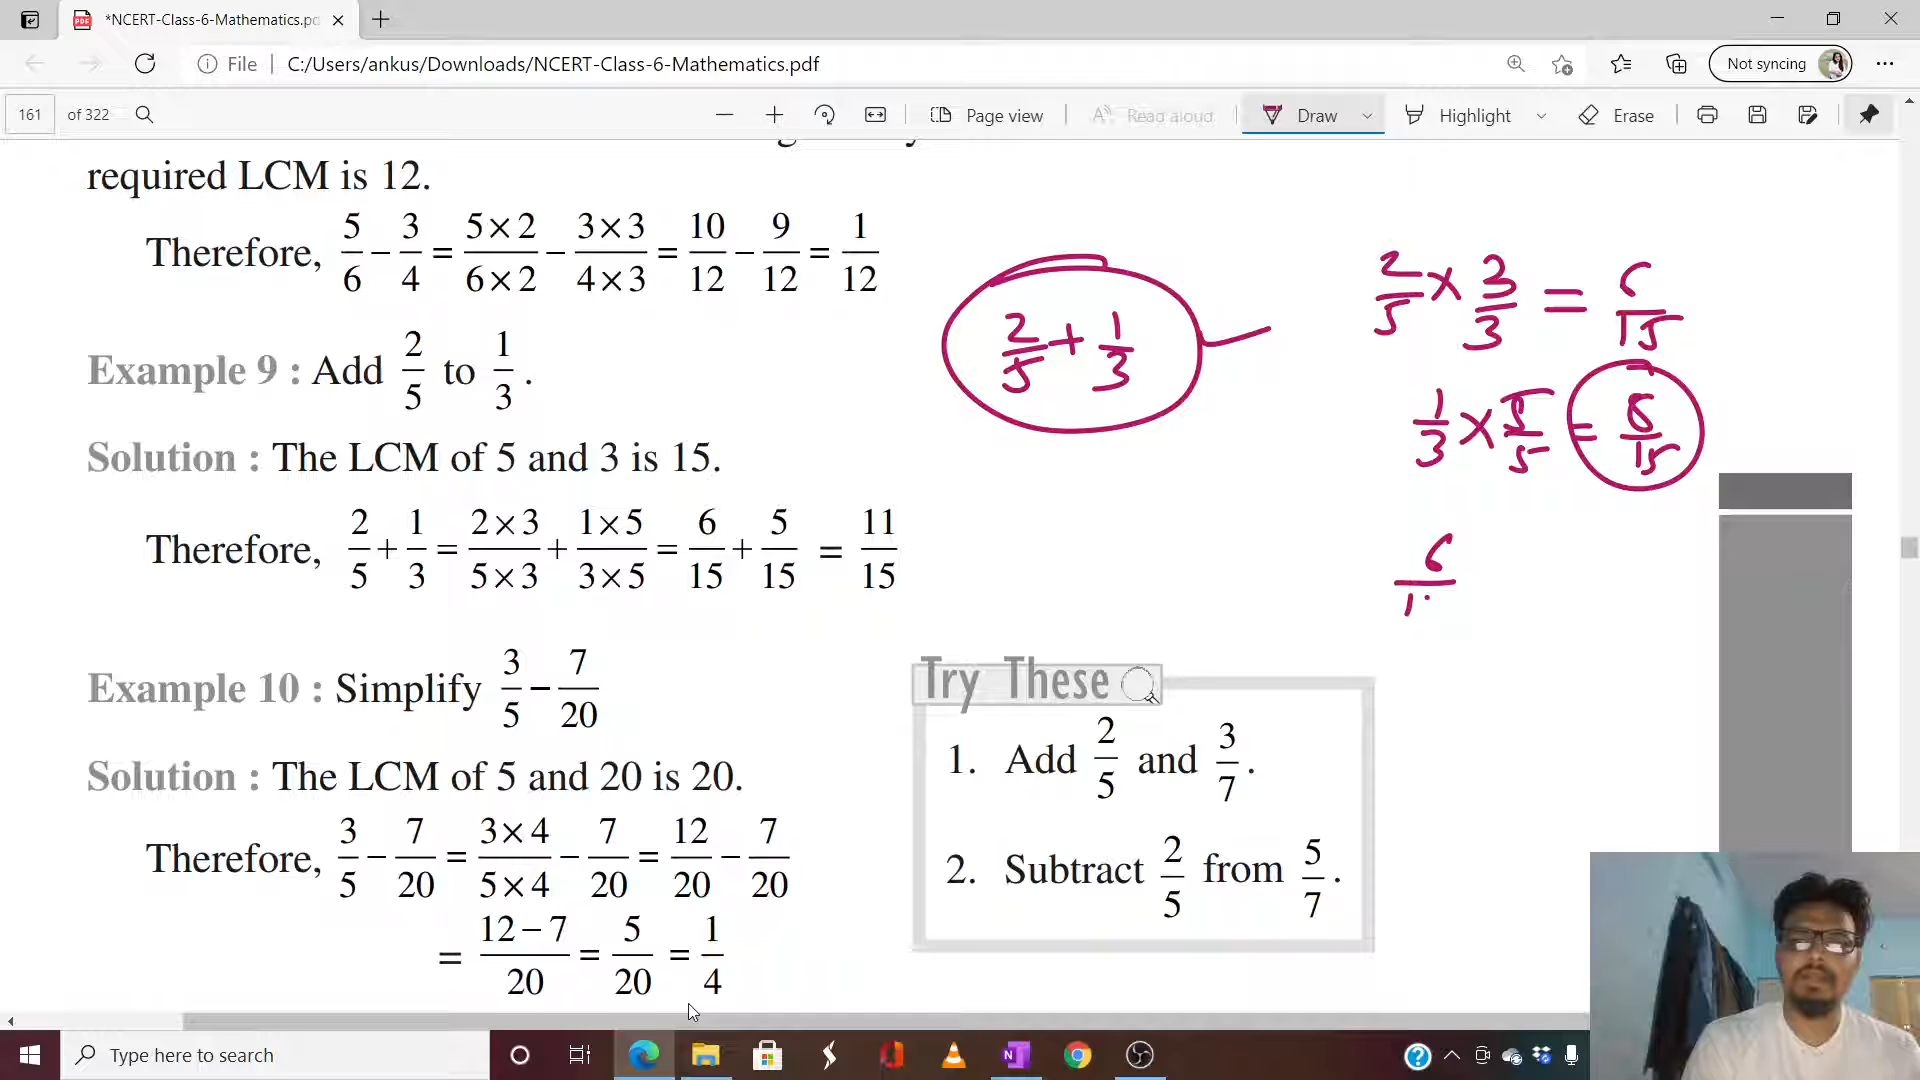 *NCERT-Class-6-Mathematics.pd
File C:/Users/ankus/Downloads/NCERT-Class-6-Mathematics.pdf Not syncing
161 of 322 Page view Read aloud Draw Highlight Erase
required LCM is 12.
Therefore, 5/6 − 3/4 = 5×2/6×2 − 3×3/4×3 = 10/12 − 9/12 = 1/12
Example 9 : Add 2/5 to 1/3.
Solution : The LCM of 5 and 3 is 15.
Therefore, 2/5 + 1/3 = 2×3/5×3 + 1×5/3×5 = 6/15 + 5/15 = 11/15
Example 10 : Simplify 3/5 − 7/20
Solution : The LCM of 5 and 20 is 20.
Therefore, 3/5 − 7/20 = 3×4/5×4 − 7/20 = 12/20 − 7/20
= 12−7/20 = 5/20 = 1/4
2/5 + 1/3
2/5 × 3/3 = 6/15
1/3 × 5/5 = 5/15
6/1
Try These
1. Add 2/5 and 3/7.
2. Subtract 2/5 from 5/7.
Type here to search